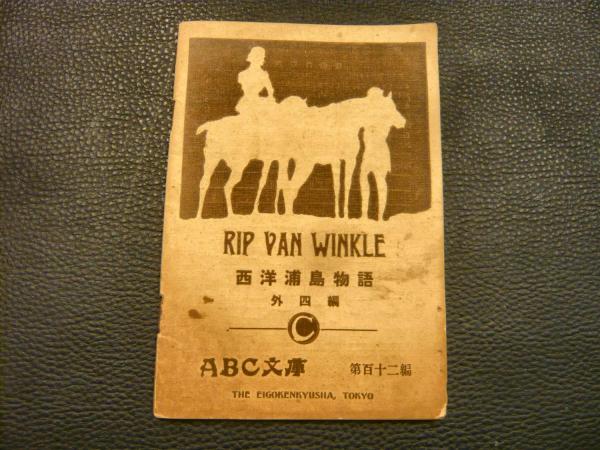 RIP VAN WINKLE
西洋浦島物語
外四編
C
ABC文庫 第百十二編
THE EIGOKENKYUSHA, TOKYO